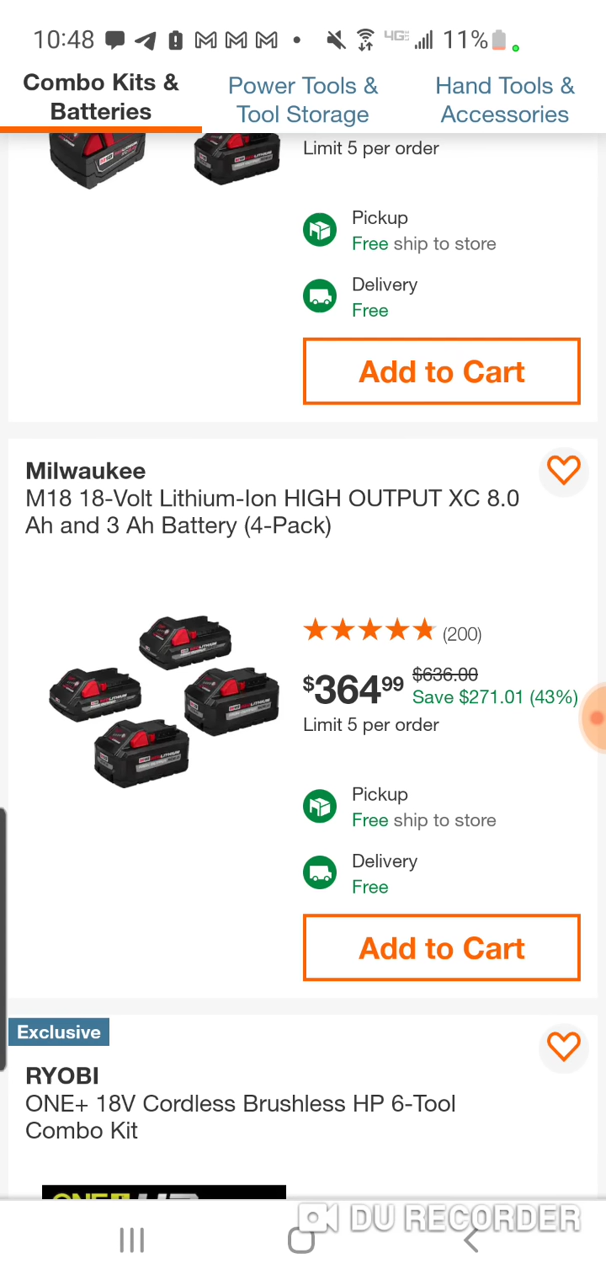 10:48 4GE 11%
Combo Kits &
Batteries
Power Tools &
Tool Storage
Hand Tools &
Accessories
Limit 5 per order
Pickup
Free ship to store
Delivery
Free
Add to Cart
Milwaukee
M18 18-Volt Lithium-Ion HIGH OUTPUT XC 8.0
Ah and 3 Ah Battery (4-Pack)
(200)
$364.99 $636.00
Save $271.01 (43%)
Limit 5 per order
Pickup
Free ship to store
Delivery
Free
Add to Cart
Exclusive
RYOBI
ONE+ 18V Cordless Brushless HP 6-Tool
Combo Kit
DU RECORDER